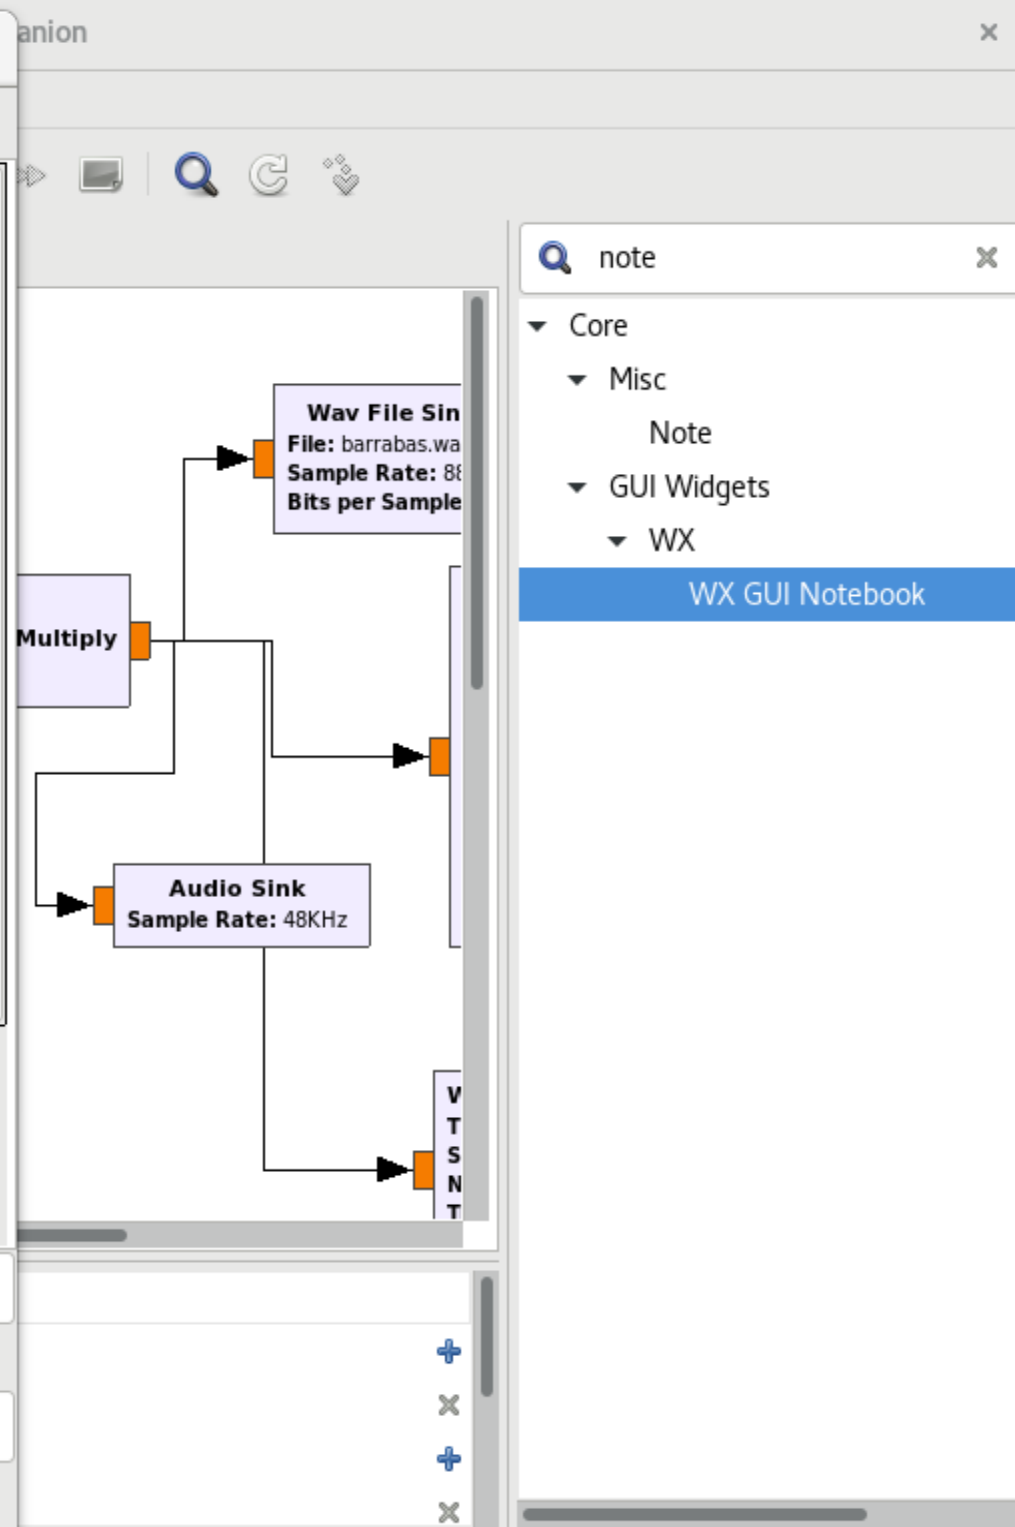 anion
note
Core
Misc
Note
GUI Widgets
WX
WX GUI Notebook
Wav File Sin
File: barrabas.wa
Sample Rate: 88
Bits per Sample
Multiply
Audio Sink
Sample Rate: 48KHz
W
T
S
N
T